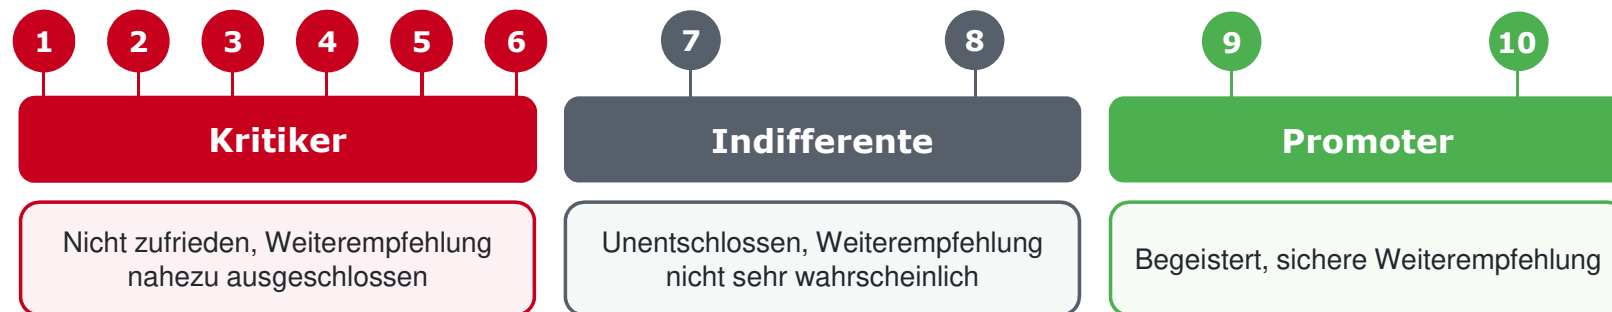 1 2 3 4 5 6 7 8 9 10
Kritiker Indifferente Promoter
Nicht zufrieden, Weiterempfehlung
nahezu ausgeschlossen
Unentschlossen, Weiterempfehlung
nicht sehr wahrscheinlich
Begeistert, sichere Weiterempfehlung